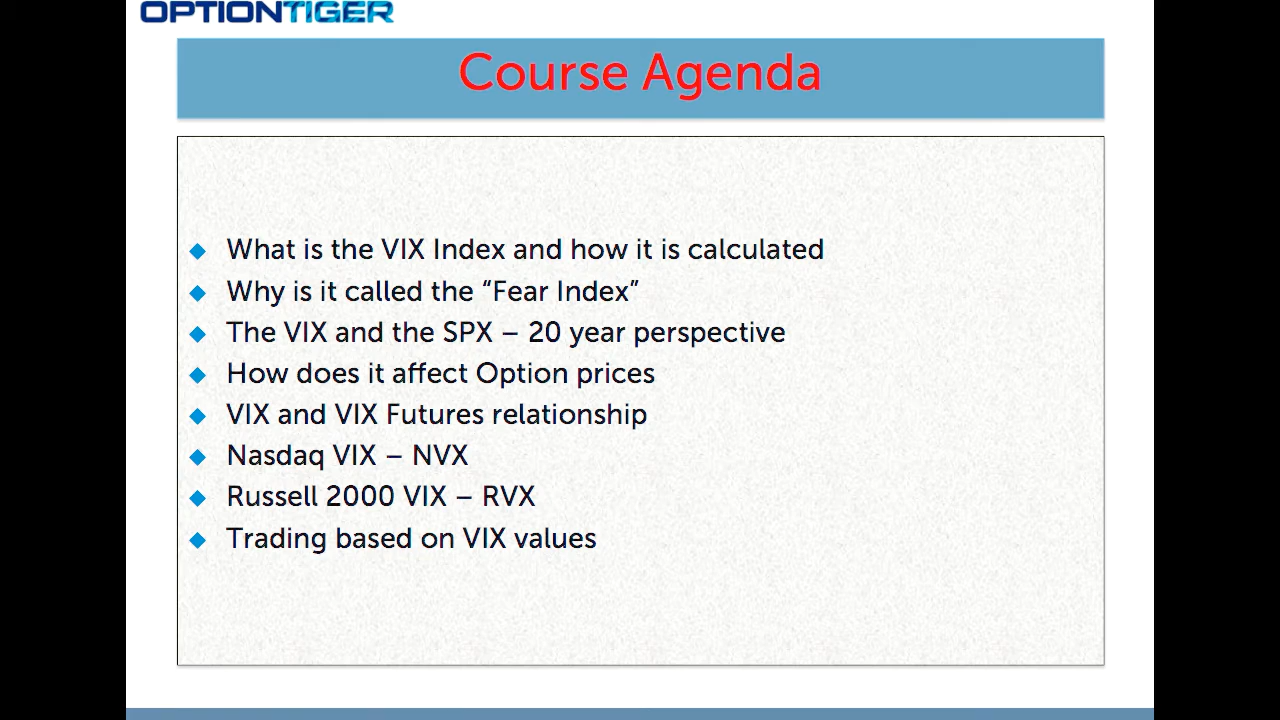 OPTIONTIGER
Course Agenda
What is the VIX Index and how it is calculated
Why is it called the “Fear Index”
The VIX and the SPX – 20 year perspective
How does it affect Option prices
VIX and VIX Futures relationship
Nasdaq VIX – NVX
Russell 2000 VIX – RVX
Trading based on VIX values